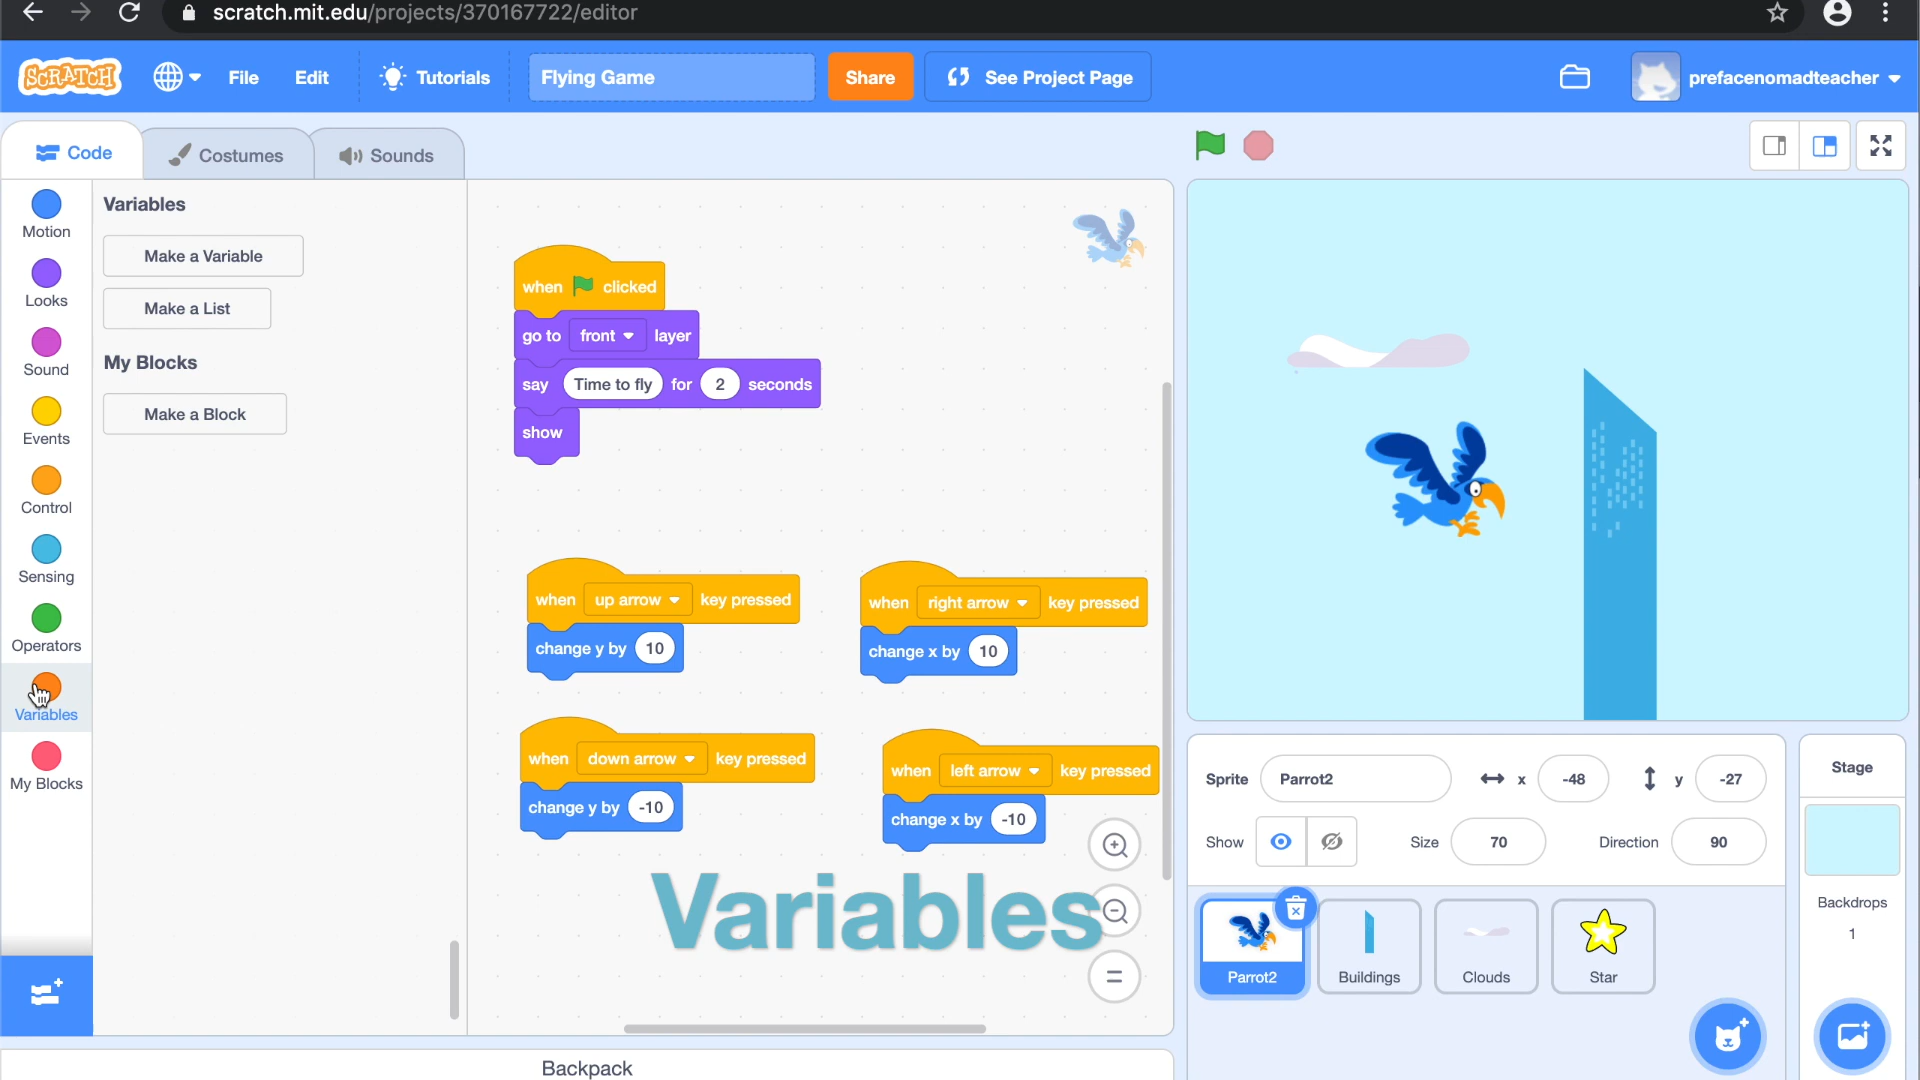 scratch.mit.edu/projects/370167722/editor
SCRATCH
File
Edit
Tutorials
Flying Game
Share
See Project Page
prefacenomadteacher
Code
Costumes
Sounds
Motion
Looks
Sound
Events
Control
Sensing
Operators
Variables
My Blocks
Variables
Make a Variable
Make a List
My Blocks
Make a Block
when clicked
go to front layer
say Time to fly for 2 seconds
show
when up arrow key pressed
change y by 10
when right arrow key pressed
change x by 10
when down arrow key pressed
change y by -10
when left arrow key pressed
change x by -10
Variables
Backpack
Sprite Parrot2 x -48 y -27
Show Size 70 Direction 90
Parrot2
Buildings
Clouds
Star
Stage
Backdrops
1